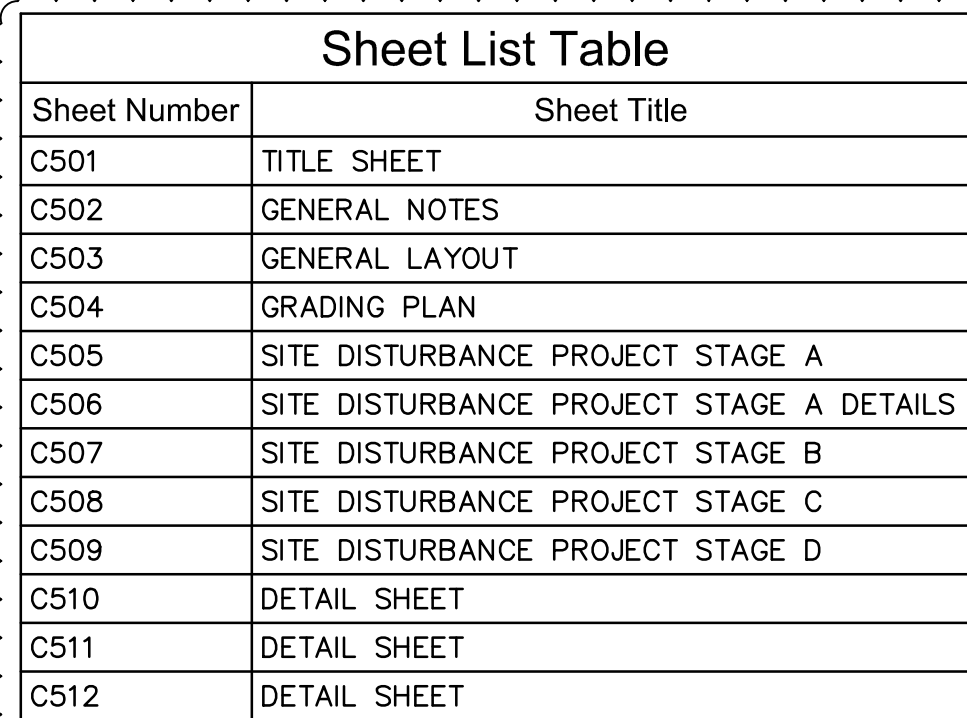 Sheet List Table
Sheet Number Sheet Title
C501 TITLE SHEET
C502 GENERAL NOTES
C503 GENERAL LAYOUT
C504 GRADING PLAN
C505 SITE DISTURBANCE PROJECT STAGE A
C506 SITE DISTURBANCE PROJECT STAGE A DETAILS
C507 SITE DISTURBANCE PROJECT STAGE B
C508 SITE DISTURBANCE PROJECT STAGE C
C509 SITE DISTURBANCE PROJECT STAGE D
C510 DETAIL SHEET
C511 DETAIL SHEET
C512 DETAIL SHEET